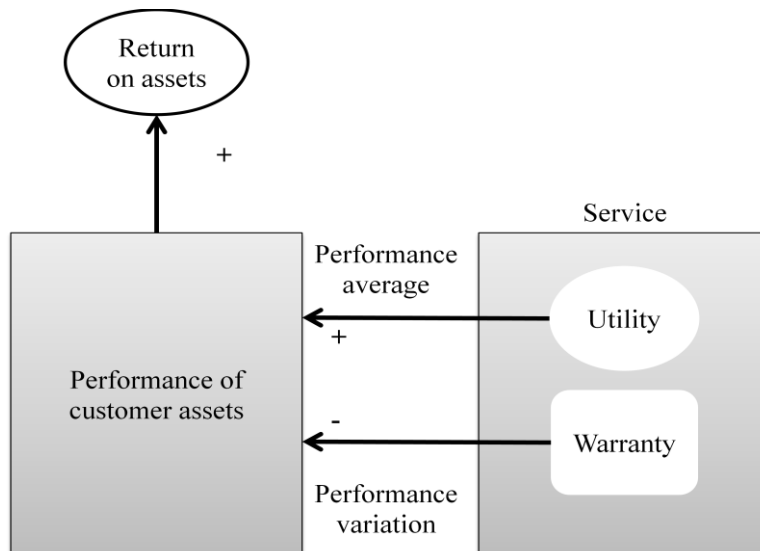 Return
on assets
+
Service
Performance
average
+
Utility
Performance of
customer assets
-
Warranty
Performance
variation